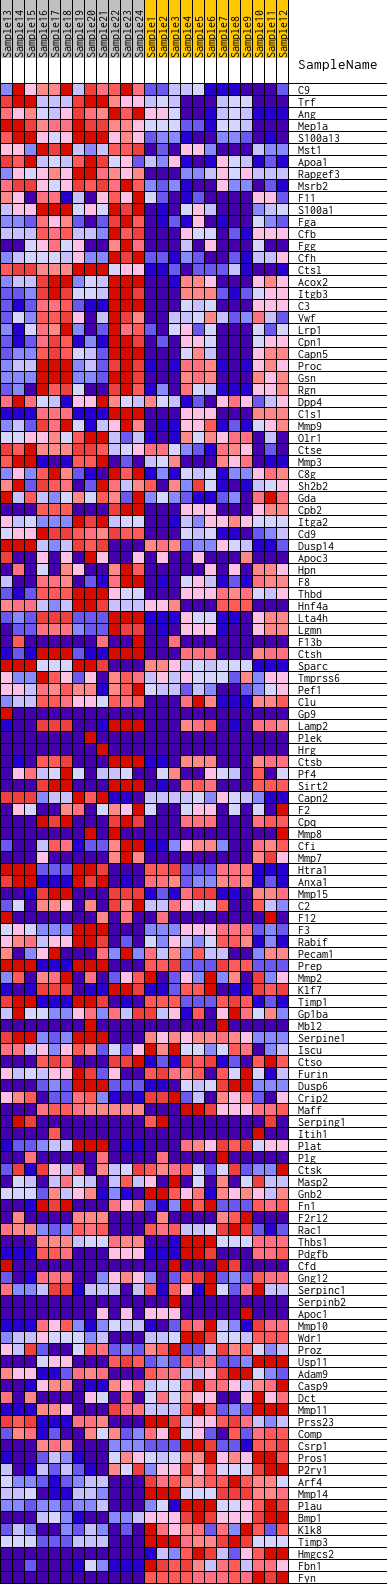 Sample13
Sample14
Sample15
Sample16
Sample17
Sample18
Sample19
Sample20
Sample21
Sample22
Sample23
Sample24
Sample1
Sample2
Sample3
Sample4
Sample5
Sample6
Sample7
Sample8
Sample9
Sample10
Sample11
Sample12
SampleName
C9
Trf
Ang
Mep1a
S100a13
Mst1
Apoa1
Rapgef3
Msrb2
F11
S100a1
Fga
Cfb
Fgg
Cfh
Ctsl
Acox2
Itgb3
C3
Vwf
Lrp1
Cpn1
Capn5
Proc
Gsn
Rgn
Dpp4
C1s1
Mmp9
Olr1
Ctse
Mmp3
C8g
Sh2b2
Gda
Cpb2
Itga2
Cd9
Dusp14
Apoc3
Hpn
F8
Thbd
Hnf4a
Lta4h
Lgmn
F13b
Ctsh
Sparc
Tmprss6
Pef1
Clu
Gp9
Lamp2
Plek
Hrg
Ctsb
Pf4
Sirt2
Capn2
F2
Cpq
Mmp8
Cfi
Mmp7
Htra1
Anxa1
Mmp15
C2
F12
F3
Rabif
Pecam1
Prep
Mmp2
Klf7
Timp1
Gp1ba
Mbl2
Serpine1
Iscu
Ctso
Furin
Dusp6
Crip2
Maff
Serping1
Itih1
Plat
Plg
Ctsk
Masp2
Gnb2
Fn1
F2rl2
Rac1
Thbs1
Pdgfb
Cfd
Gng12
Serpinc1
Serpinb2
Apoc1
Mmp10
Wdr1
Proz
Usp11
Adam9
Casp9
Dct
Mmp11
Prss23
Comp
Csrp1
Pros1
P2ry1
Arf4
Mmp14
Plau
Bmp1
Klk8
Timp3
Hmgcs2
Fbn1
Fyn